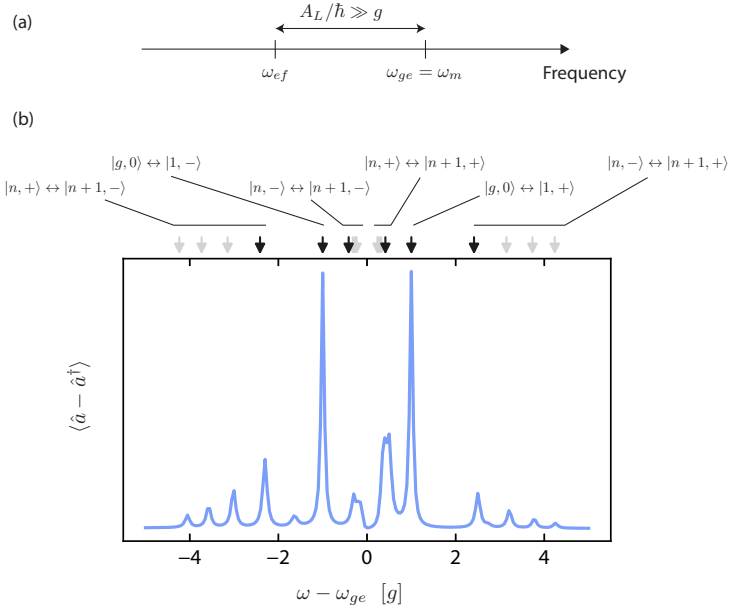 (a)
A_L/ħ ≫ g
ω_ef
ω_ge = ω_m
Frequency
(b)
|g, 0⟩ ↔ |1, −⟩
|n, +⟩ ↔ |n+1, +⟩
|n, −⟩ ↔ |n+1, +⟩
|n, +⟩ ↔ |n+1, −⟩
|n, −⟩ ↔ |n+1, −⟩
|g, 0⟩ ↔ |1, +⟩
⟨â − â†⟩
−4 −2 0 2 4
ω − ω_ge [g]